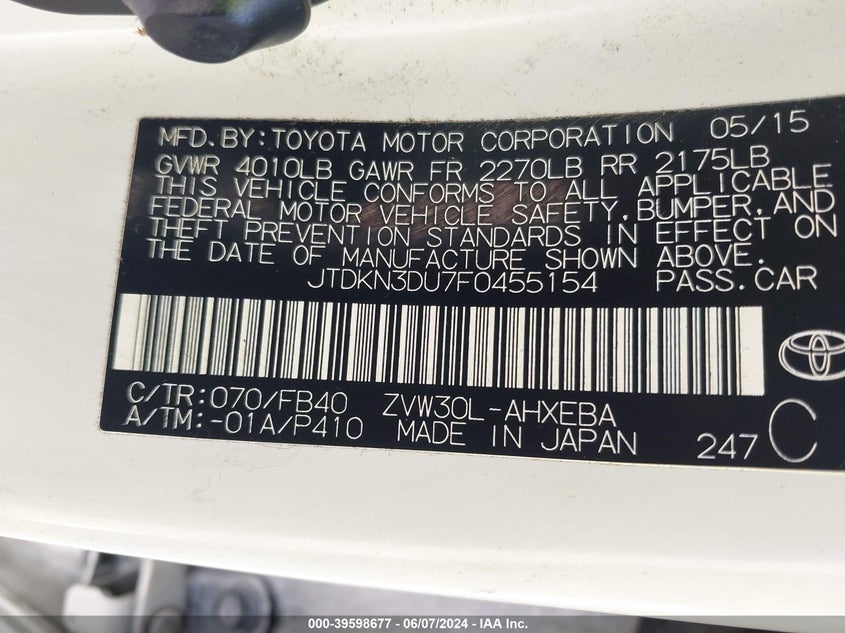 MFD.BY:TOYOTA MOTOR CORPORATION 05/15
GVWR 4010LB GAWR FR 2270LB RR 2175LB
THIS VEHICLE CONFORMS TO ALL APPLICABLE
FEDERAL MOTOR VEHICLE SAFETY,BUMPER,AND
THEFT PREVENTION STANDARDS IN EFFECT ON
THE DATE OF MANUFACTURE SHOWN ABOVE.
JTDKN3DU7F0455154 PASS.CAR
C/TR:070/FB40 ZVW30L-AHXEBA
A/TM:-01A/P410 MADE IN JAPAN 247 C
000-39598677 - 06/07/2024 - IAA Inc.